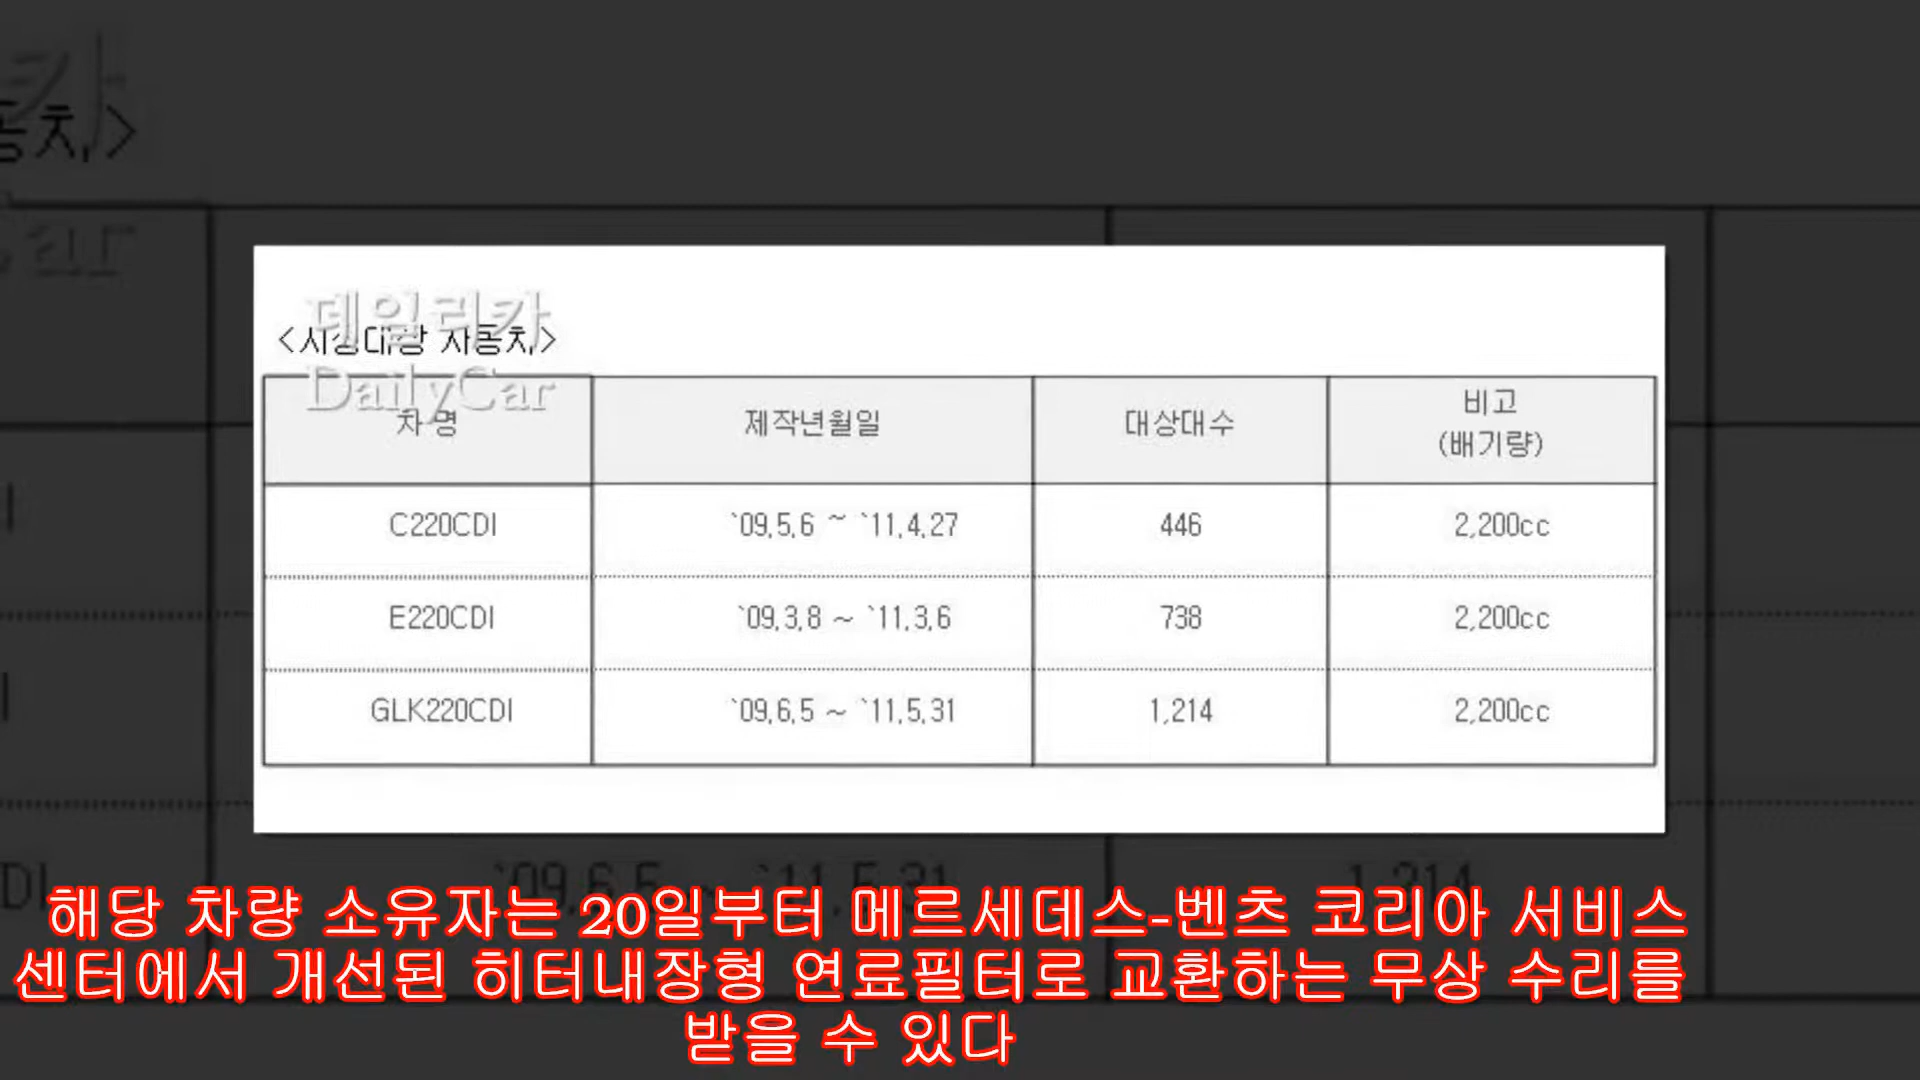 데일리카
<시정대상 자동차>
DailyCar
차 명
제작년월일
대상대수
비고
(배기량)
C220CDI
`09.5.6 ~ `11.4.27
446
2,200cc
E220CDI
`09.3.8 ~ `11.3.6
738
2,200cc
GLK220CDI
`09.6.5 ~ `11.5.31
1,214
2,200cc
해당 차량 소유자는 20일부터 메르세데스-벤츠 코리아 서비스
센터에서 개선된 히터내장형 연료필터로 교환하는 무상 수리를
받을 수 있다